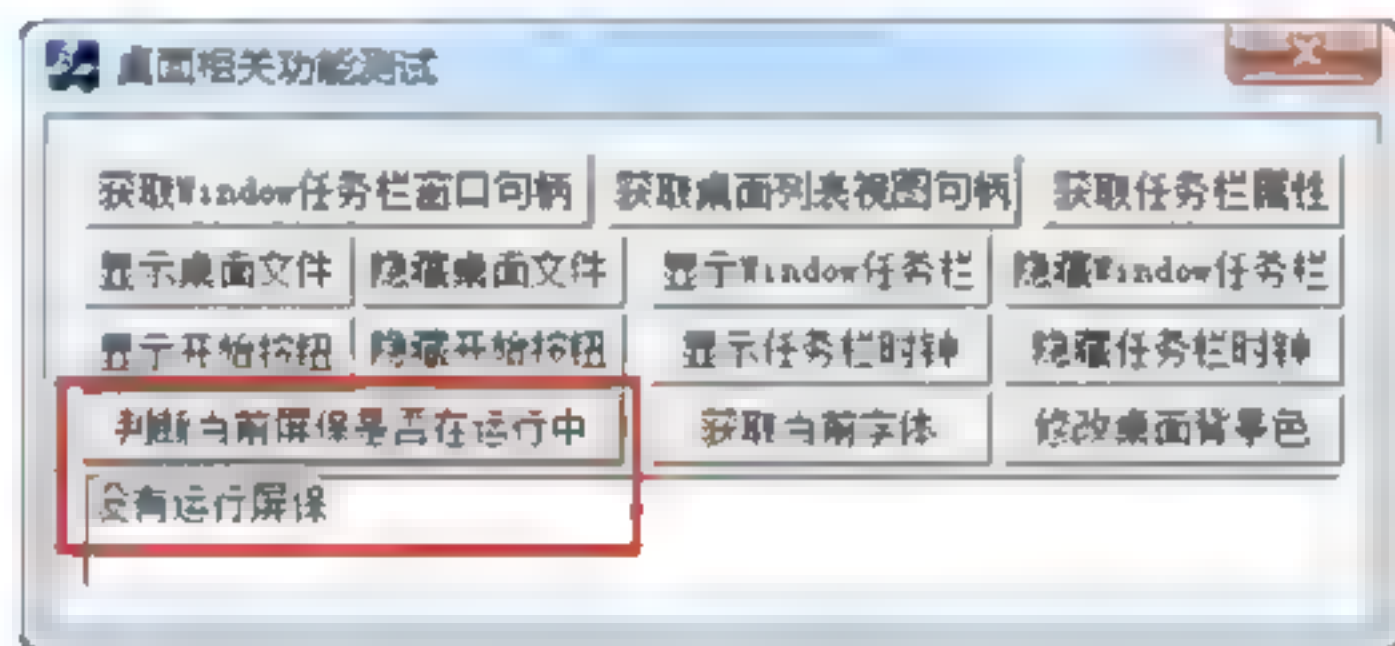 桌面相关功能测试
获取Window任务栏窗口句柄 获取桌面列表视图句柄 获取任务栏属性
显示桌面文件 隐藏桌面文件 显示Window任务栏 隐藏Window任务栏
显示开始按钮 隐藏开始按钮 显示任务栏时钟 隐藏任务栏时钟
判断当前屏保是否在运行中 获取当前字体 修改桌面背景色
没有运行屏保